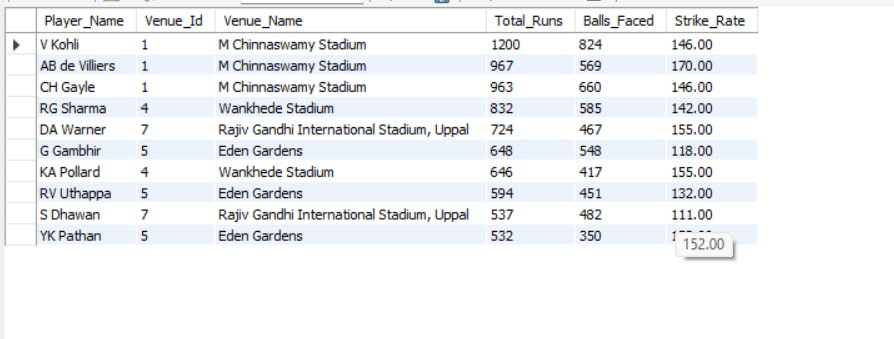 Player_Name Venue_Id Venue_Name Total_Runs Balls_Faced Strike_Rate
V Kohli 1 M Chinnaswamy Stadium 1200 824 146.00
AB de Villiers 1 M Chinnaswamy Stadium 967 569 170.00
CH Gayle 1 M Chinnaswamy Stadium 963 660 146.00
RG Sharma 4 Wankhede Stadium 832 585 142.00
DA Warner 7 Rajiv Gandhi International Stadium, Uppal 724 467 155.00
G Gambhir 5 Eden Gardens 648 548 118.00
KA Pollard 4 Wankhede Stadium 646 417 155.00
RV Uthappa 5 Eden Gardens 594 451 132.00
S Dhawan 7 Rajiv Gandhi International Stadium, Uppal 537 482 111.00
YK Pathan 5 Eden Gardens 532 350
152.00